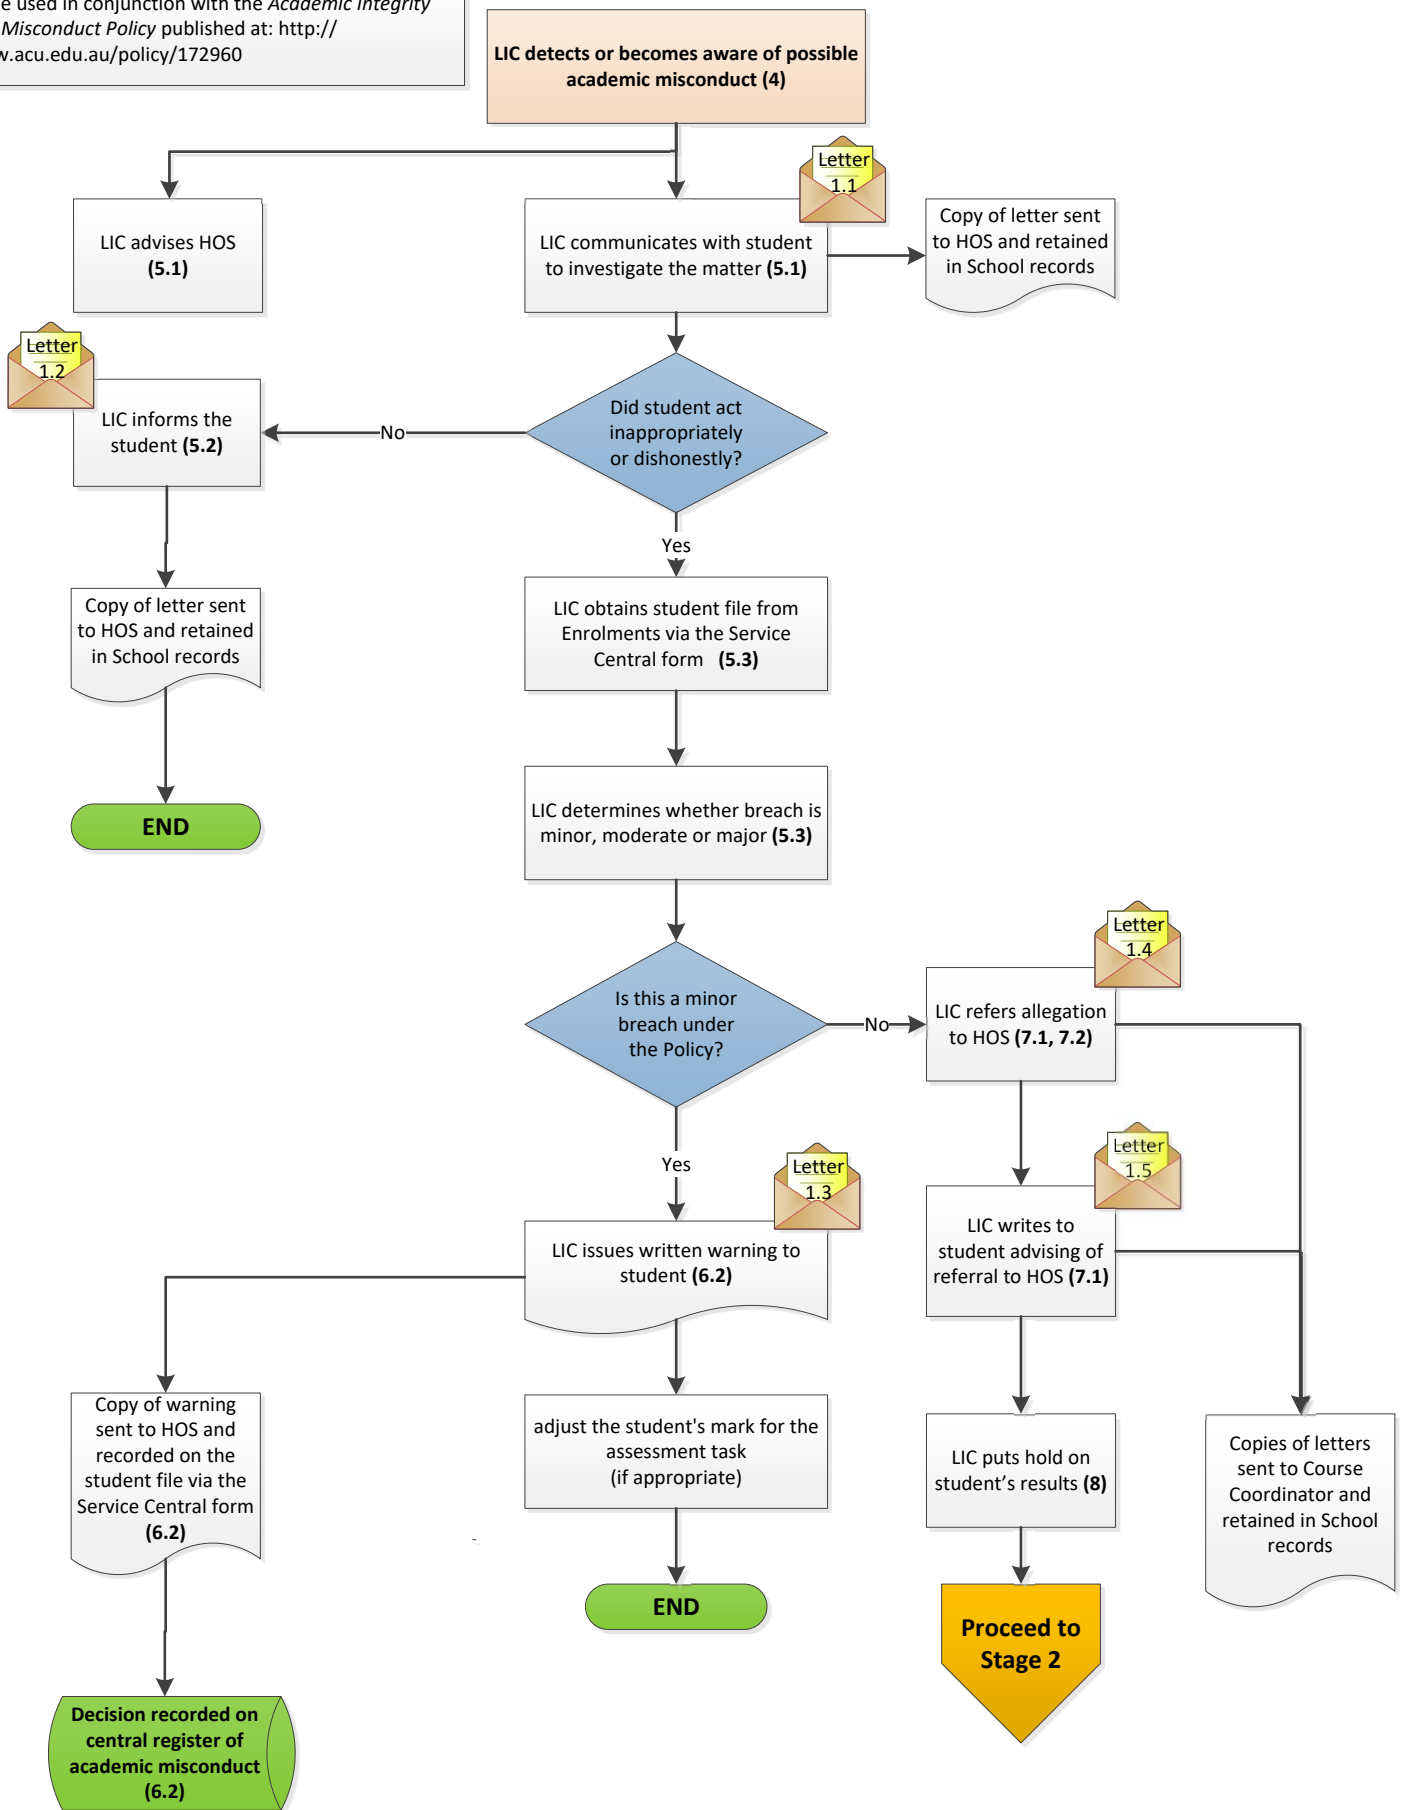 e used in conjunction with the Academic Integrity
Misconduct Policy published at: http://
w.acu.edu.au/policy/172960
LIC detects or becomes aware of possible
academic misconduct (4)
Letter
1.1
LIC advises HOS
(5.1)
LIC communicates with student
to investigate the matter (5.1)
Copy of letter sent
to HOS and retained
in School records
Letter
1.2
LIC informs the
student (5.2)
No
Did student act
inappropriately
or dishonestly?
Yes
Copy of letter sent
to HOS and retained
in School records
END
LIC obtains student file from
Enrolments via the Service
Central form (5.3)
LIC determines whether breach is
minor, moderate or major (5.3)
Is this a minor
breach under
the Policy?
No
Letter
1.4
LIC refers allegation
to HOS (7.1, 7.2)
Yes
Letter
1.3
LIC issues written warning to
student (6.2)
Letter
1.5
LIC writes to
student advising of
referral to HOS (7.1)
Copy of warning
sent to HOS and
recorded on the
student file via the
Service Central form
(6.2)
adjust the student's mark for the
assessment task
(if appropriate)
LIC puts hold on
student’s results (8)
Copies of letters
sent to Course
Coordinator and
retained in School
records
END
Proceed to
Stage 2
Decision recorded on
central register of
academic misconduct
(6.2)